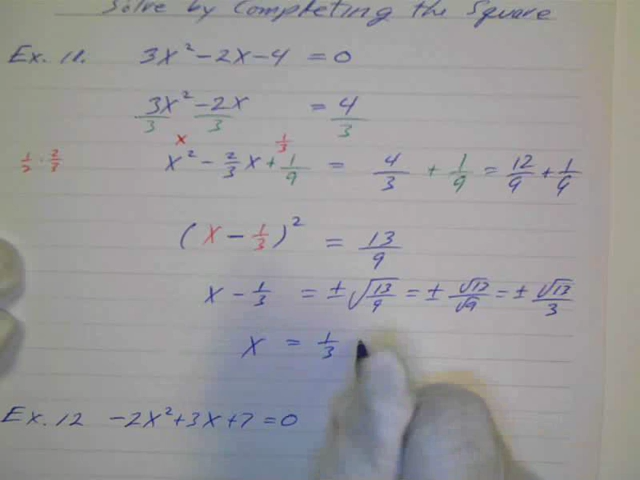 Solve by Completing the Square
Ex. 11. 3x² - 2x - 4 = 0
3x²/3 - 2x/3 = 4/3
x 1/3
1/2 · 2/3 x² - 2/3 x + 1/9 = 4/3 + 1/9 = 12/9 + 1/9
(x - 1/3)² = 13/9
x - 1/3 = ± √(13/9) = ± √13/√9 = ± √13/3
x = 1/3
Ex. 12 -2x² + 3x + 7 = 0